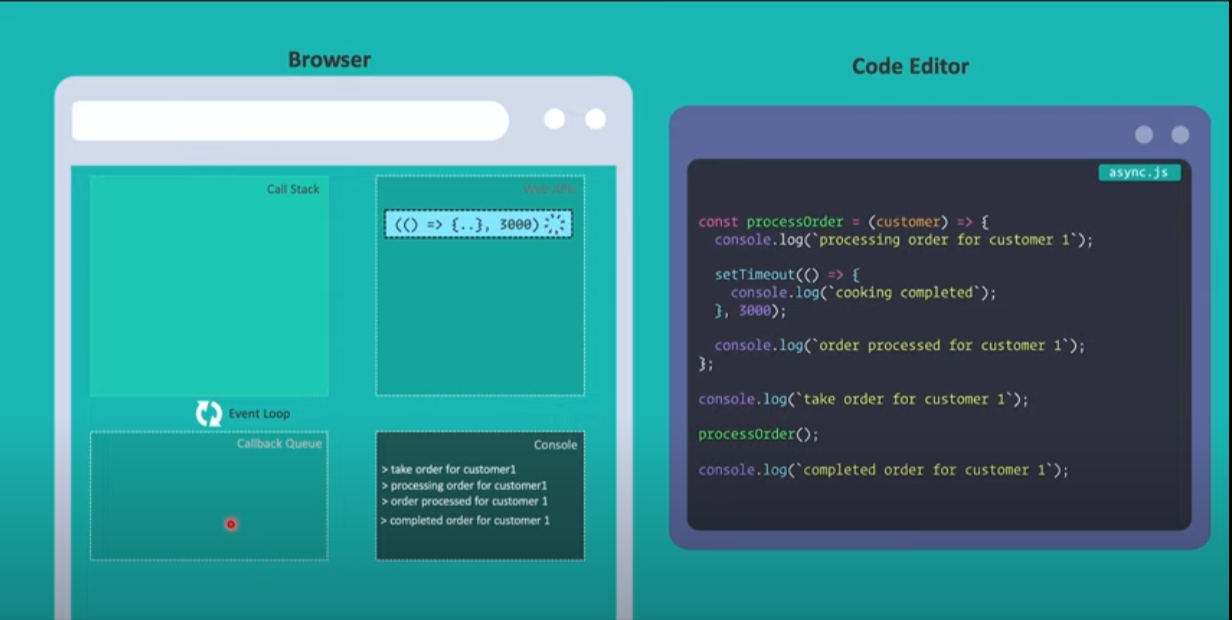 Browser
Code Editor
Call Stack
Web APIs
(() => {..}, 3000)
Event Loop
Callback Queue
Console
> take order for customer1
> processing order for customer1
> order processed for customer 1
> completed order for customer 1
async.js
const processOrder = (customer) => {
  console.log(`processing order for customer 1`);
  setTimeout(() => {
    console.log(`cooking completed`);
  }, 3000);
  console.log(`order processed for customer 1`);
};
console.log(`take order for customer 1`);
processOrder();
console.log(`completed order for customer 1`);